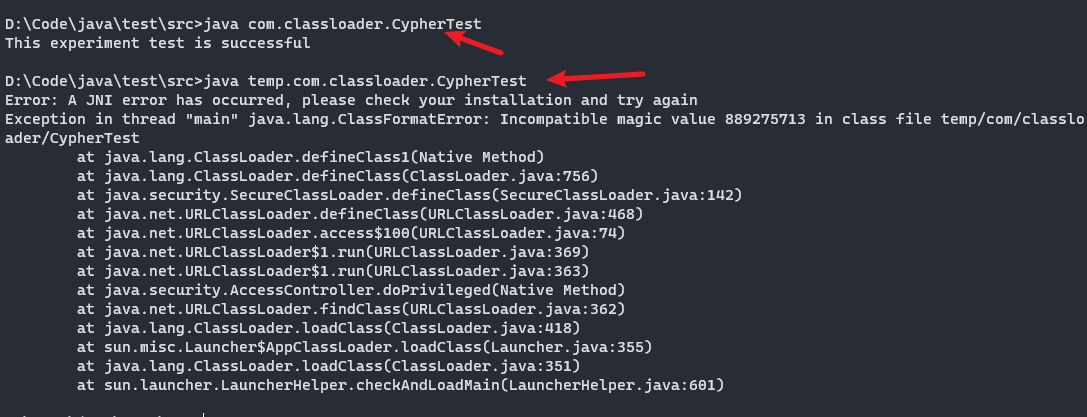 D:\Code\java\test\src>java com.classloader.CypherTest
This experiment test is successful
D:\Code\java\test\src>java temp.com.classloader.CypherTest
Error: A JNI error has occurred, please check your installation and try again
Exception in thread "main" java.lang.ClassFormatError: Incompatible magic value 889275713 in class file temp/com/classlo
ader/CypherTest
        at java.lang.ClassLoader.defineClass1(Native Method)
        at java.lang.ClassLoader.defineClass(ClassLoader.java:756)
        at java.security.SecureClassLoader.defineClass(SecureClassLoader.java:142)
        at java.net.URLClassLoader.defineClass(URLClassLoader.java:468)
        at java.net.URLClassLoader.access$100(URLClassLoader.java:74)
        at java.net.URLClassLoader$1.run(URLClassLoader.java:369)
        at java.net.URLClassLoader$1.run(URLClassLoader.java:363)
        at java.security.AccessController.doPrivileged(Native Method)
        at java.net.URLClassLoader.findClass(URLClassLoader.java:362)
        at java.lang.ClassLoader.loadClass(ClassLoader.java:418)
        at sun.misc.Launcher$AppClassLoader.loadClass(Launcher.java:355)
        at java.lang.ClassLoader.loadClass(ClassLoader.java:351)
        at sun.launcher.LauncherHelper.checkAndLoadMain(LauncherHelper.java:601)